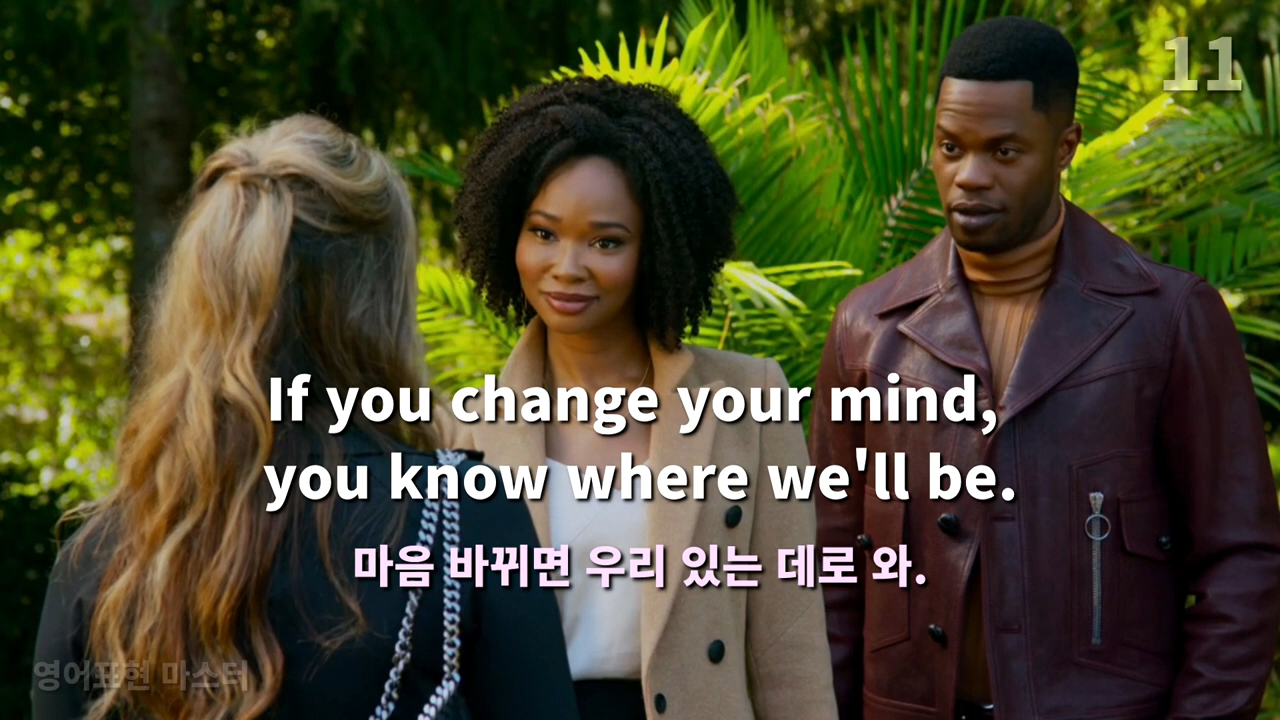 11
If you change your mind,
you know where we'll be.
마음 바뀌면 우리 있는 데로 와.
영어표현 마스터